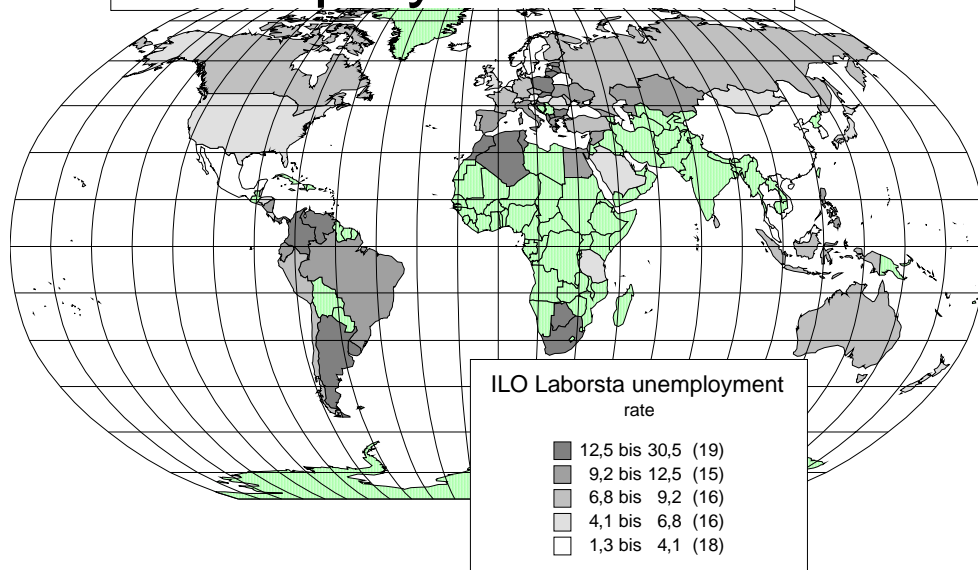 ILO Laborsta unemployment
rate
12,5 bis 30,5 (19)
9,2 bis 12,5 (15)
6,8 bis 9,2 (16)
4,1 bis 6,8 (16)
1,3 bis 4,1 (18)